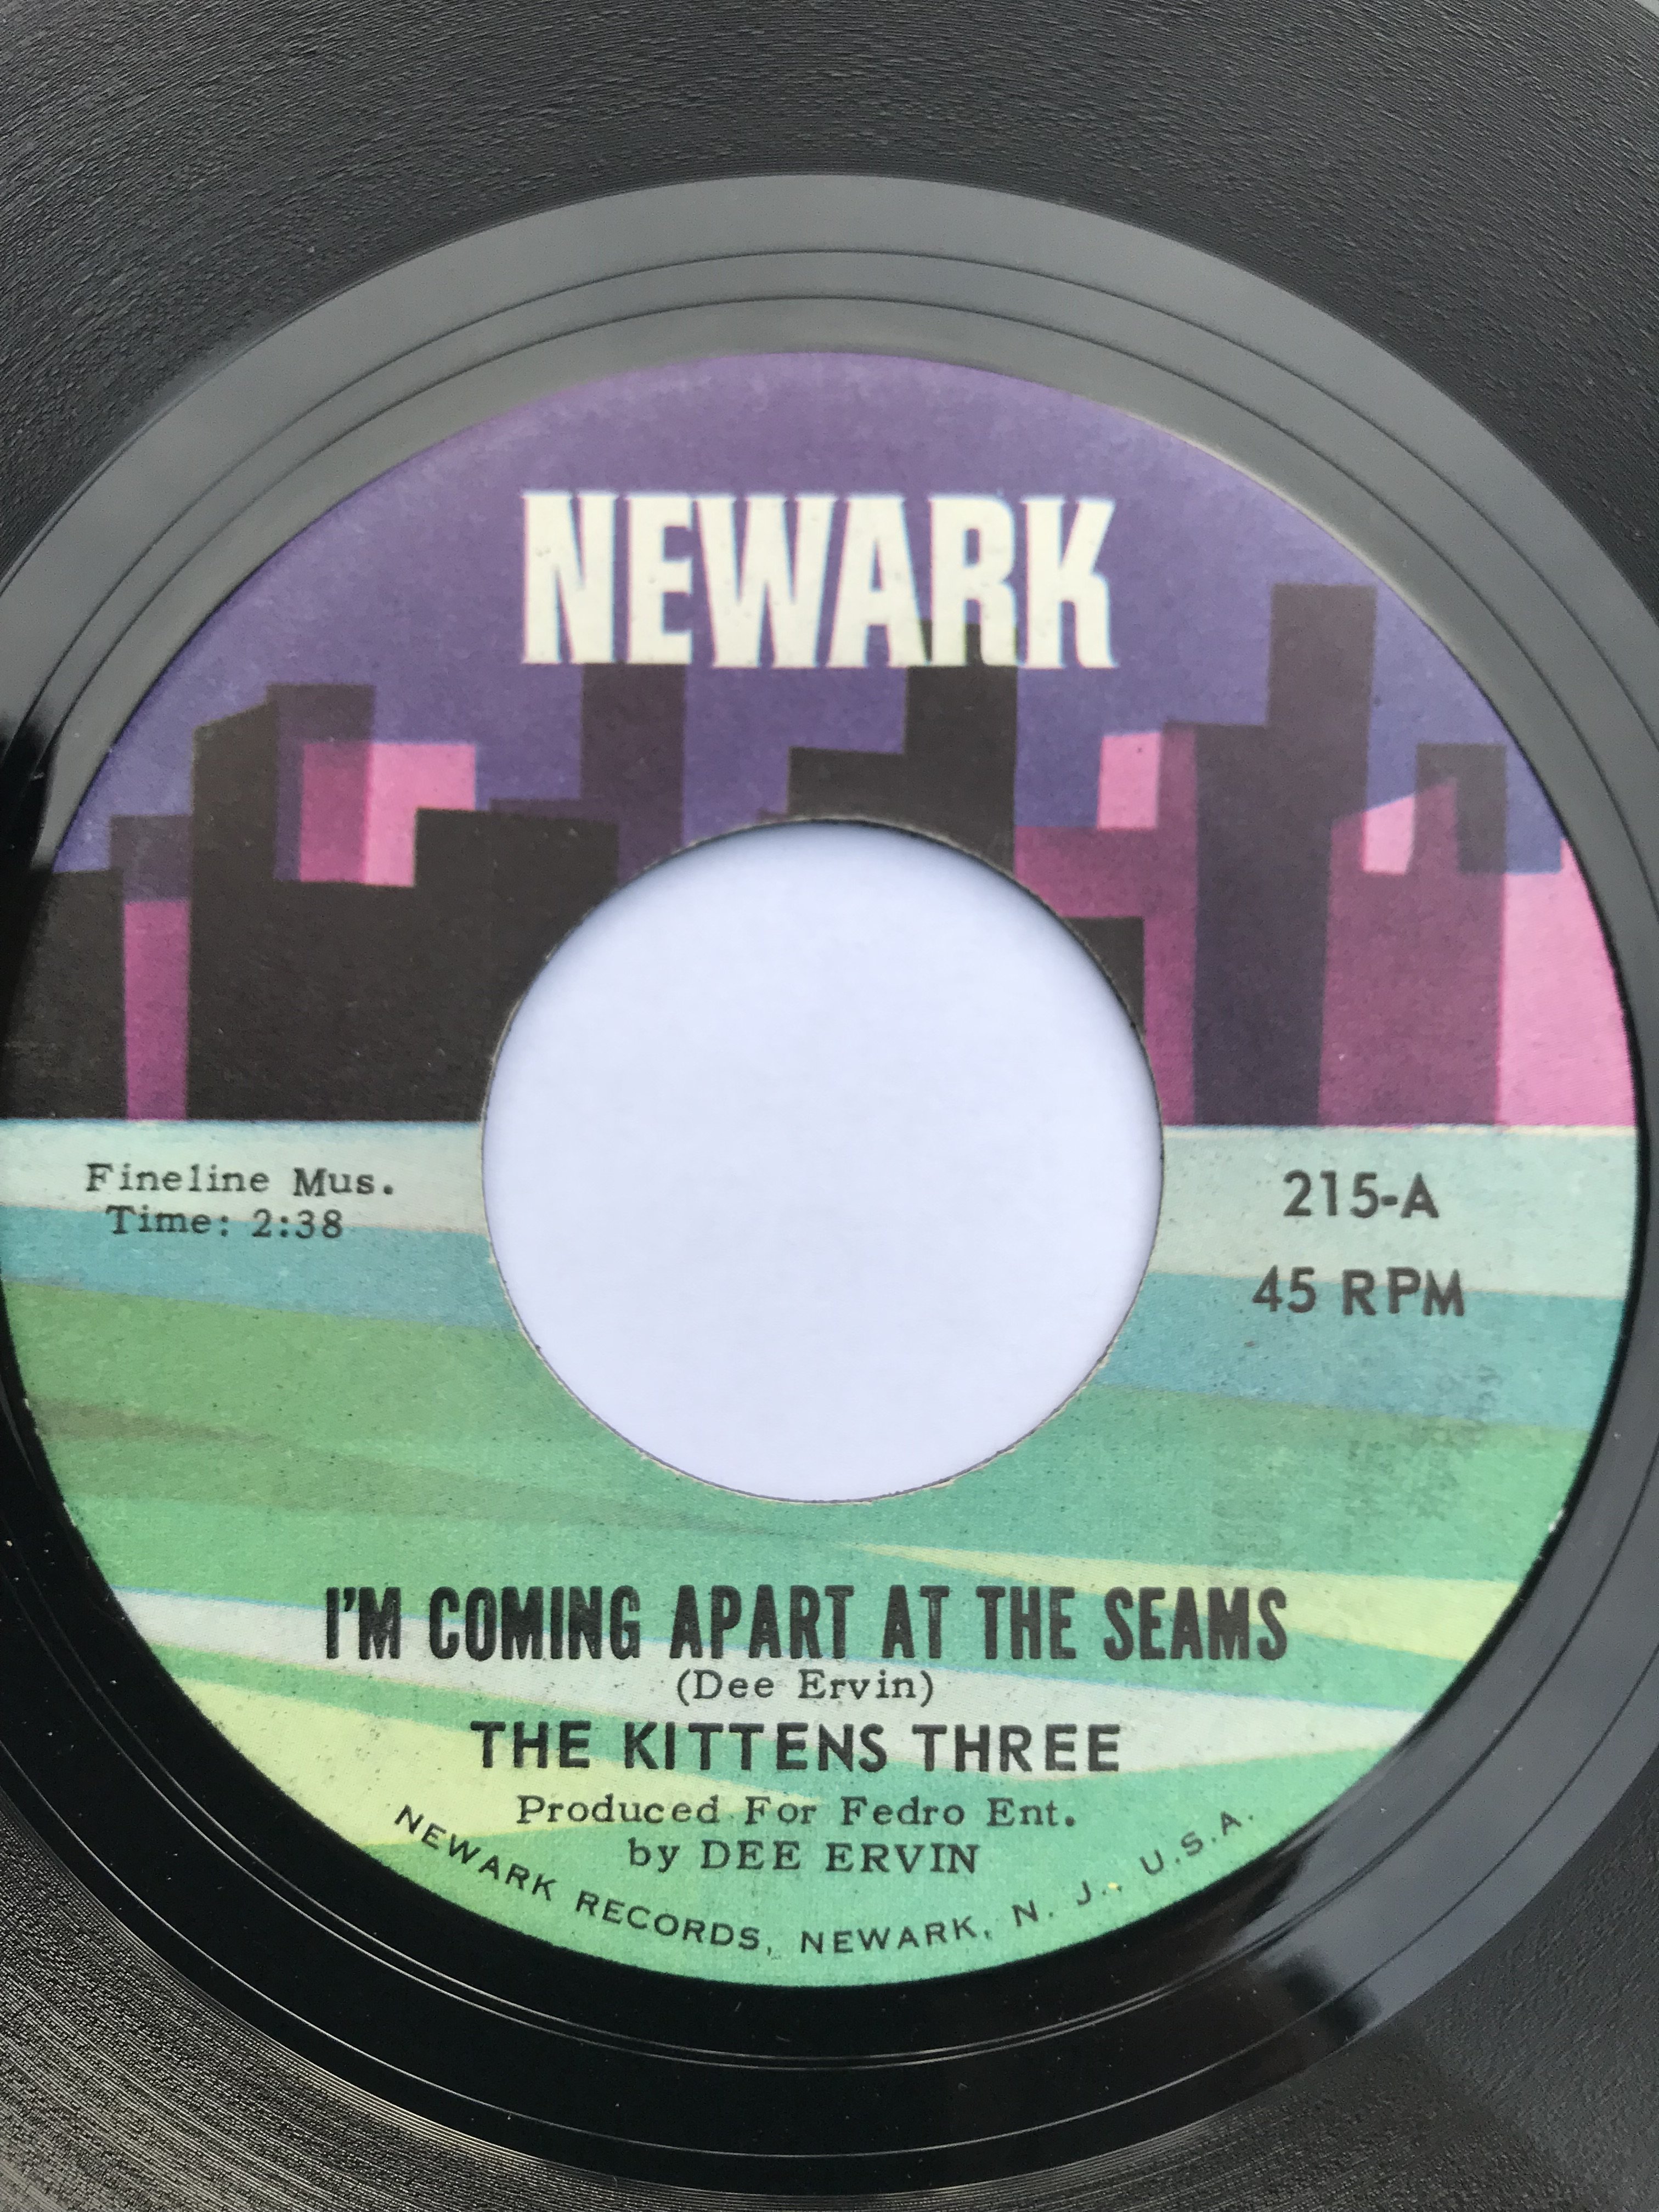 NEWARK
Fineline Mus.
Time: 2:38
215-A
45 RPM
I'M COMING APART AT THE SEAMS
(Dee Ervin)
THE KITTENS THREE
Produced For Fedro Ent.
by DEE ERVIN
NEWARK RECORDS, NEWARK, N. J., U.S.A.